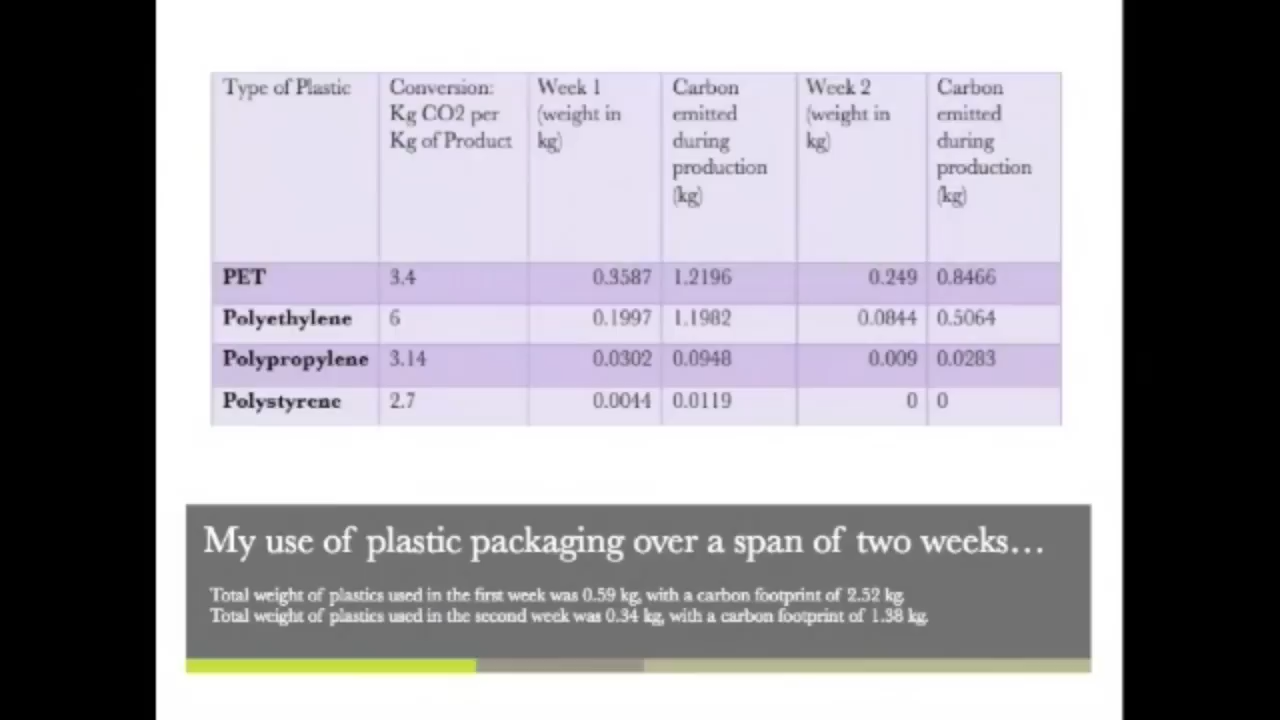 Type of Plastic Conversion: Week 1 Carbon Week 2 Carbon
Kg CO2 per (weight in emitted (weight in emitted
Kg of Product kg) during kg) during
production production
(kg) (kg)
PET 3.4 0.3587 1.2196 0.249 0.8466
Polyethylene 6 0.1997 1.1982 0.0844 0.5064
Polypropylene 3.14 0.0302 0.0948 0.009 0.0283
Polystyrene 2.7 0.0044 0.0119 0 0
My use of plastic packaging over a span of two weeks...
Total weight of plastics used in the first week was 0.59 kg, with a carbon footprint of 2.52 kg.
Total weight of plastics used in the second week was 0.34 kg, with a carbon footprint of 1.38 kg.